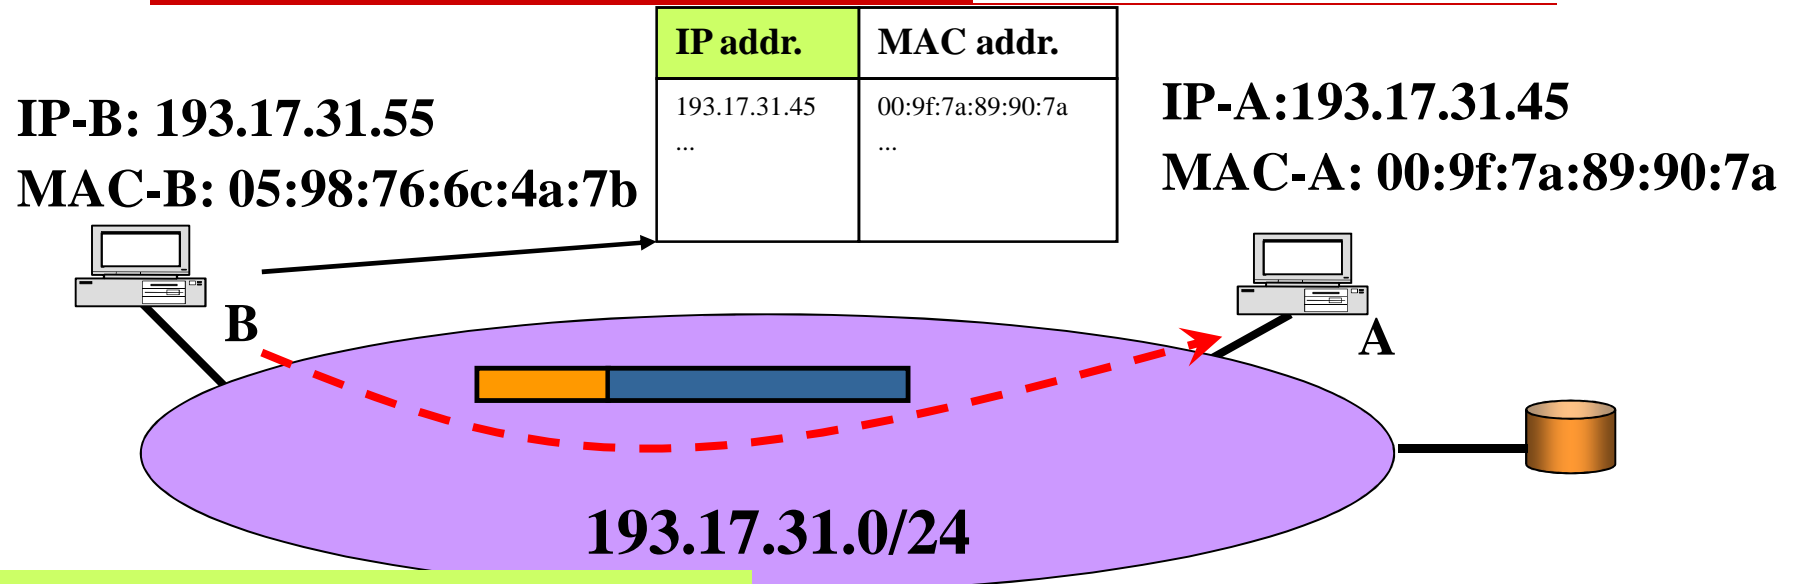 IP addr. MAC addr.
193.17.31.45 00:9f:7a:89:90:7a
... ...
IP-B: 193.17.31.55
MAC-B: 05:98:76:6c:4a:7b
IP-A:193.17.31.45
MAC-A: 00:9f:7a:89:90:7a
B
A
193.17.31.0/24